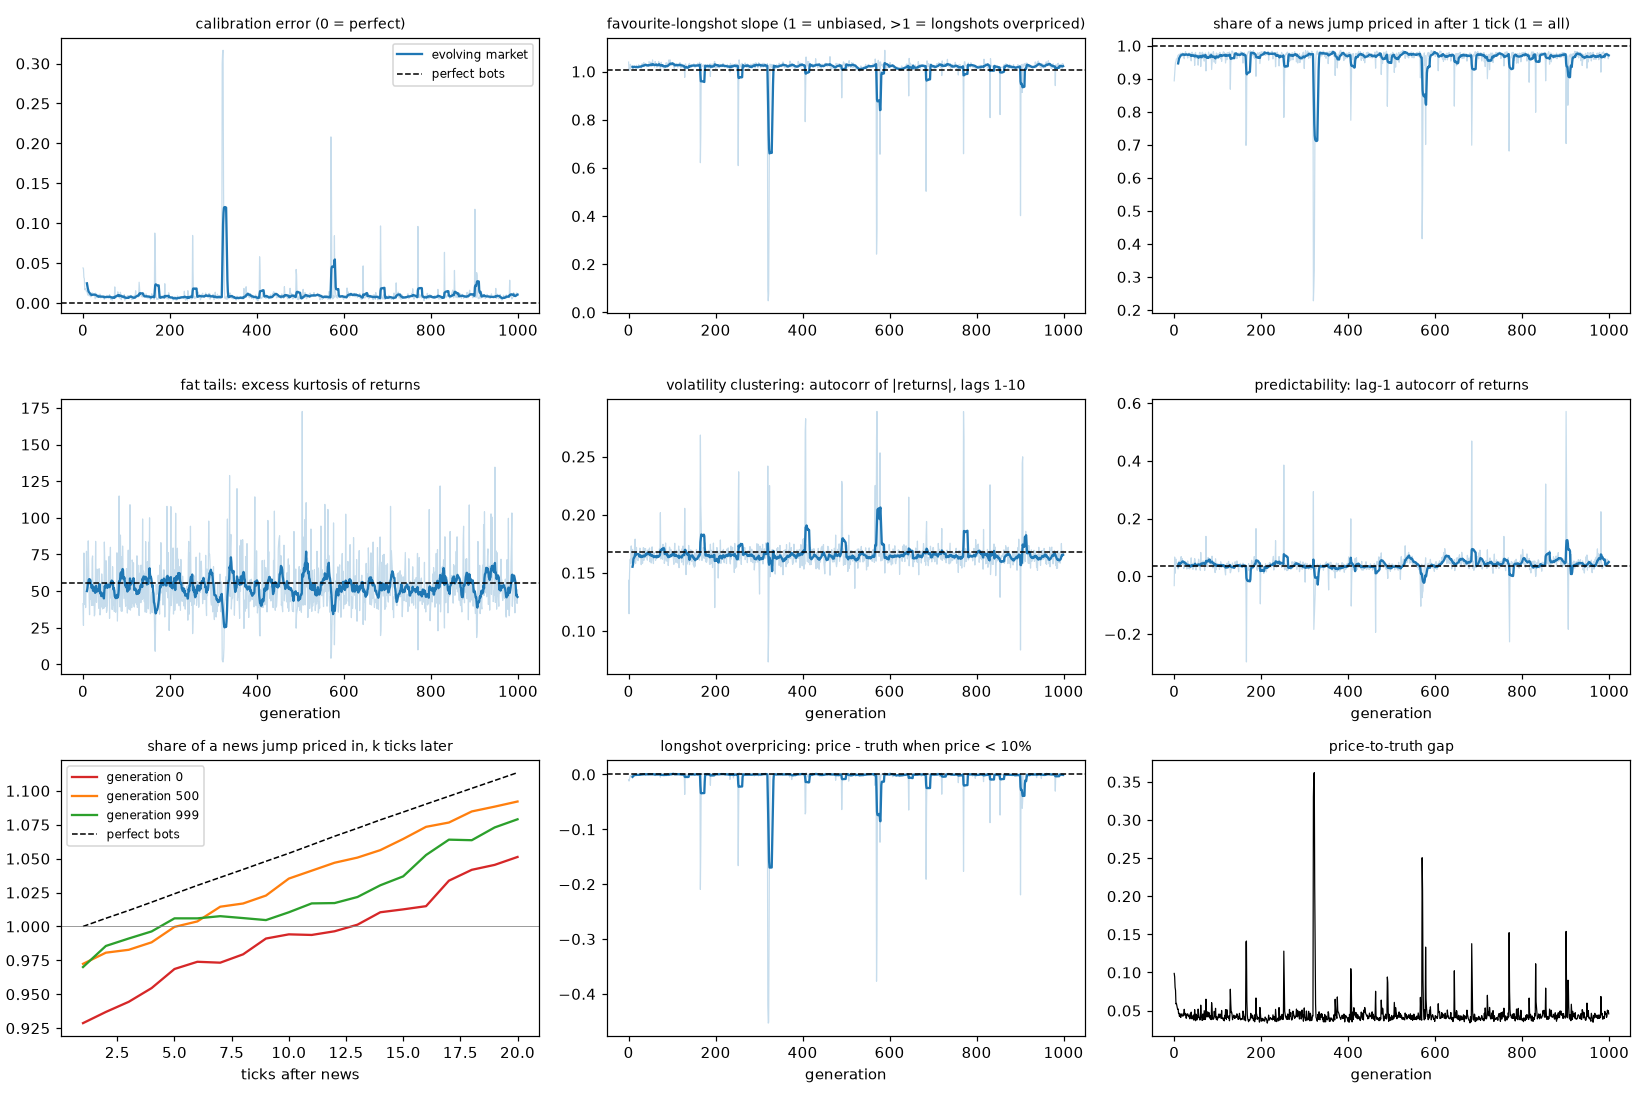 calibration error (0 = perfect)
0.30
0.25
0.20
0.15
0.10
0.05
0.00
0 200 400 600 800 1000
evolving market
perfect bots
favourite-longshot slope (1 = unbiased, >1 = longshots overpriced)
1.0
0.8
0.6
0.4
0.2
0.0
0 200 400 600 800 1000
share of a news jump priced in after 1 tick (1 = all)
1.0
0.9
0.8
0.7
0.6
0.5
0.4
0.3
0.2
0 200 400 600 800 1000
fat tails: excess kurtosis of returns
175
150
125
100
75
50
25
0
0 200 400 600 800 1000
generation
volatility clustering: autocorr of |returns|, lags 1-10
0.25
0.20
0.15
0.10
0 200 400 600 800 1000
generation
predictability: lag-1 autocorr of returns
0.6
0.4
0.2
0.0
−0.2
0 200 400 600 800 1000
generation
share of a news jump priced in, k ticks later
1.100
1.075
1.050
1.025
1.000
0.975
0.950
0.925
2.5 5.0 7.5 10.0 12.5 15.0 17.5 20.0
ticks after news
generation 0
generation 500
generation 999
perfect bots
longshot overpricing: price - truth when price < 10%
0.0
−0.1
−0.2
−0.3
−0.4
0 200 400 600 800 1000
generation
price-to-truth gap
0.35
0.30
0.25
0.20
0.15
0.10
0.05
0 200 400 600 800 1000
generation